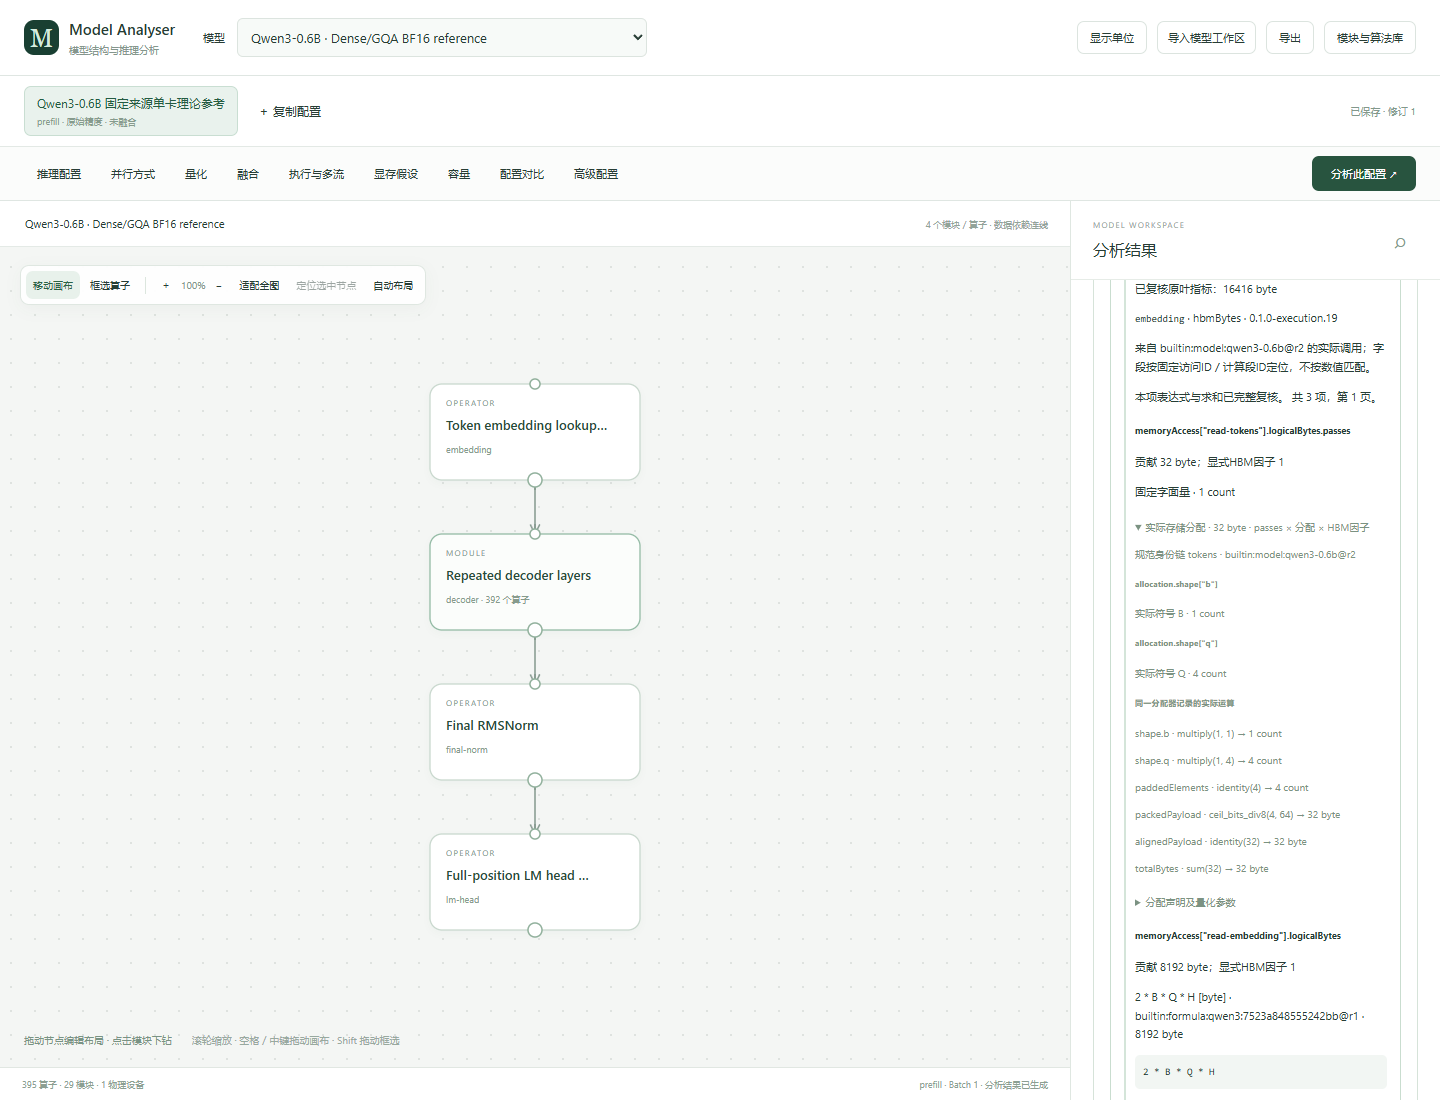 M
Model Analyser
模型结构与推理分析
模型
Qwen3-0.6B · Dense/GQA BF16 reference
显示单位
导入模型工作区
导出
模块与算法库
Qwen3-0.6B 固定来源单卡理论参考
prefill · 原始精度 · 未融合
+ 复制配置
已保存 · 修订 1
推理配置
并行方式
量化
融合
执行与多流
显存假设
容量
配置对比
高级配置
分析此配置 ↗
Qwen3-0.6B · Dense/GQA BF16 reference
4 个模块 / 算子 · 数据依赖连线
移动画布
框选算子
+
100%
−
适配全图
定位选中节点
自动布局
OPERATOR
Token embedding lookup...
embedding
MODULE
Repeated decoder layers
decoder · 392 个算子
OPERATOR
Final RMSNorm
final-norm
OPERATOR
Full-position LM head ...
lm-head
拖动节点编辑布局 · 点击模块下钻
滚轮缩放 · 空格 / 中键拖动画布 · Shift 拖动框选
395 算子 · 29 模块 · 1 物理设备
prefill · Batch 1 · 分析结果已生成
MODEL WORKSPACE
分析结果
已复核原叶指标：16416 byte
embedding · hbmBytes · 0.1.0-execution.19
来自 builtin:model:qwen3-0.6b@r2 的实际调用；字
段按固定访问ID / 计算段ID定位，不按数值匹配。
本项表达式与求和已完整复核。 共 3 项，第 1 页。
memoryAccess["read-tokens"].logicalBytes.passes
贡献 32 byte；显式HBM因子 1
固定字面量 · 1 count
▼ 实际存储分配 · 32 byte · passes × 分配 × HBM因子
规范身份链 tokens · builtin:model:qwen3-0.6b@r2
allocation.shape["b"]
实际符号 B · 1 count
allocation.shape["q"]
实际符号 Q · 4 count
同一分配器记录的实际运算
shape.b · multiply(1, 1) → 1 count
shape.q · multiply(1, 4) → 4 count
paddedElements · identity(4) → 4 count
packedPayload · ceil_bits_div8(4, 64) → 32 byte
alignedPayload · identity(32) → 32 byte
totalBytes · sum(32) → 32 byte
▶ 分配声明及量化参数
memoryAccess["read-embedding"].logicalBytes
贡献 8192 byte；显式HBM因子 1
2 * B * Q * H [byte] ·
builtin:formula:qwen3:7523a848555242bb@r1 ·
8192 byte
2 * B * Q * H